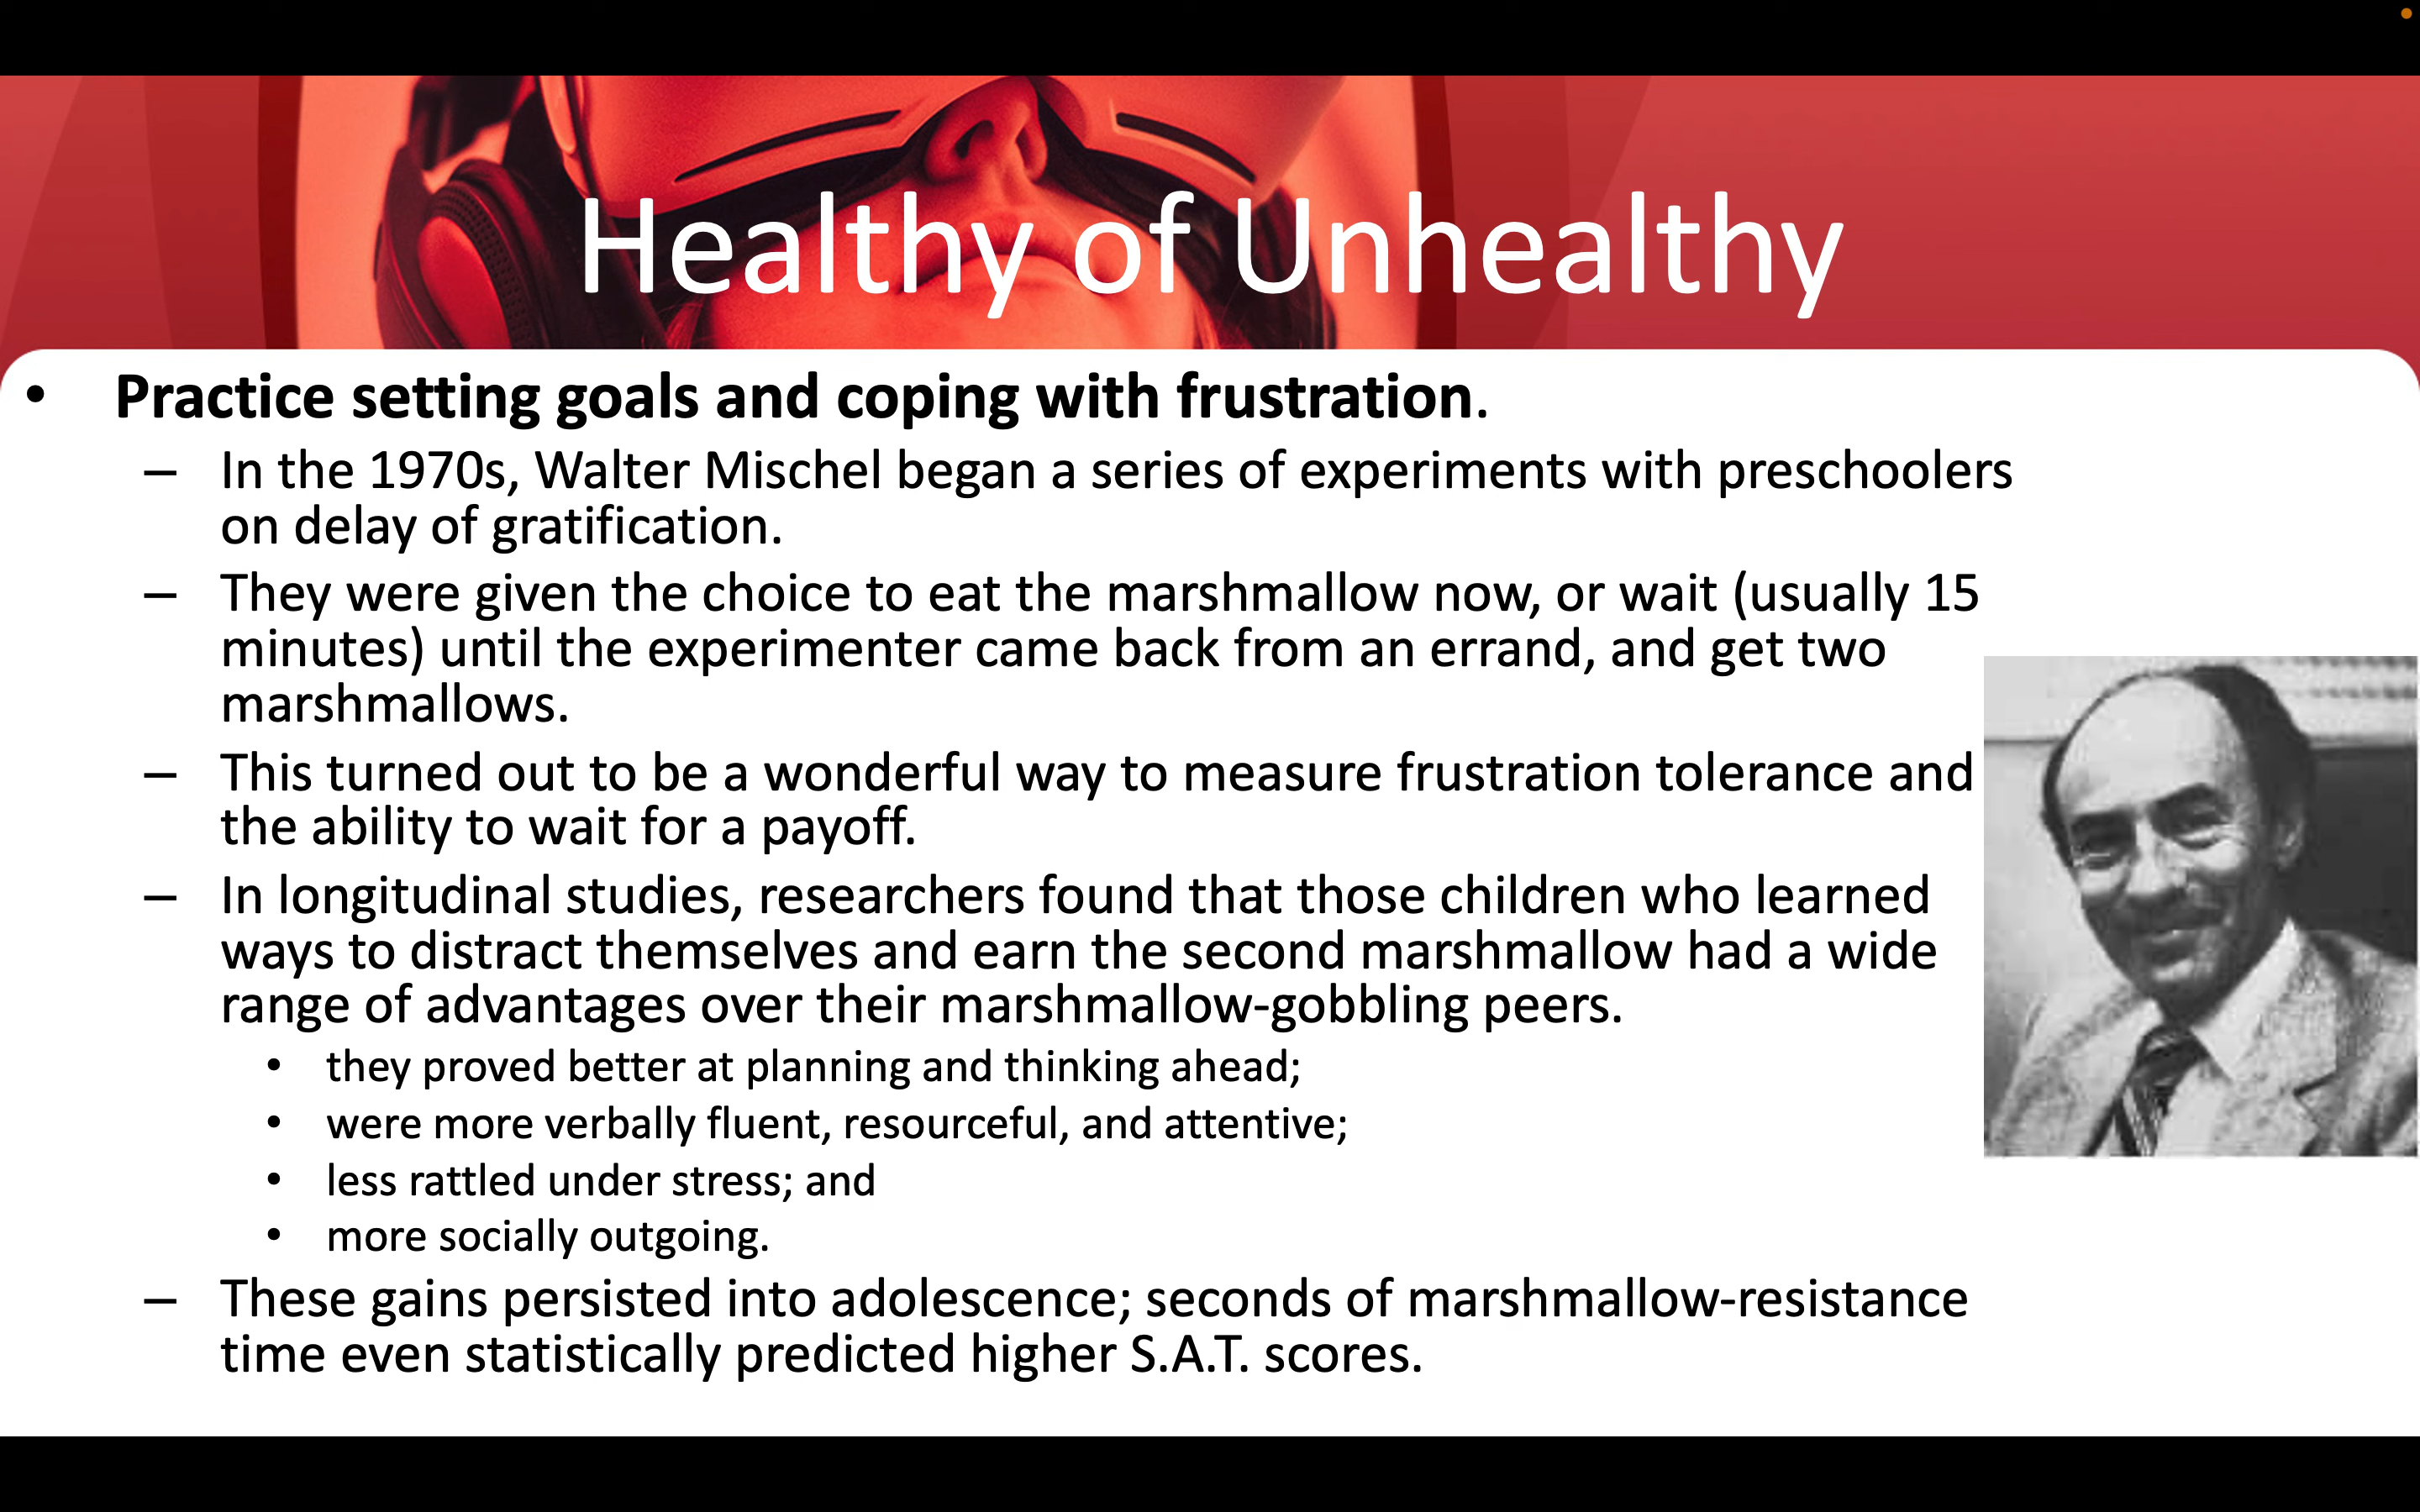 Healthy of Unhealthy
• Practice setting goals and coping with frustration.
– In the 1970s, Walter Mischel began a series of experiments with preschoolers
on delay of gratification.
– They were given the choice to eat the marshmallow now, or wait (usually 15
minutes) until the experimenter came back from an errand, and get two
marshmallows.
– This turned out to be a wonderful way to measure frustration tolerance and
the ability to wait for a payoff.
– In longitudinal studies, researchers found that those children who learned
ways to distract themselves and earn the second marshmallow had a wide
range of advantages over their marshmallow-gobbling peers.
• they proved better at planning and thinking ahead;
• were more verbally fluent, resourceful, and attentive;
• less rattled under stress; and
• more socially outgoing.
– These gains persisted into adolescence; seconds of marshmallow-resistance
time even statistically predicted higher S.A.T. scores.